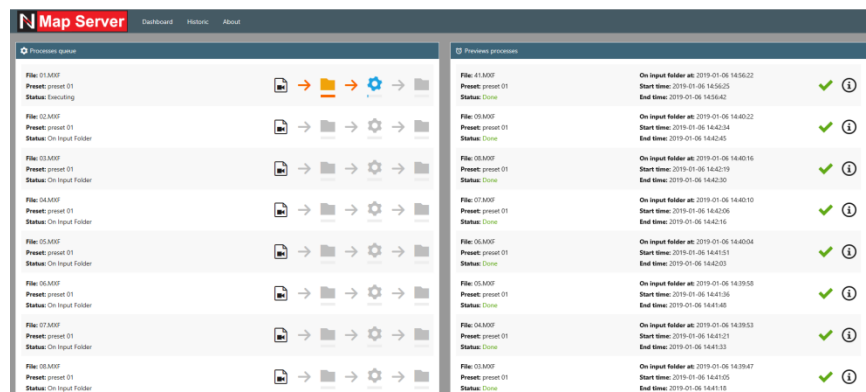 N Map Server
Dashboard Historic About
Processes queue
File: 01.MXF
Preset: preset 01
Status: Executing
File: 02.MXF
Preset: preset 01
Status: On Input Folder
File: 03.MXF
Preset: preset 01
Status: On Input Folder
File: 04.MXF
Preset: preset 01
Status: On Input Folder
File: 05.MXF
Preset: preset 01
Status: On Input Folder
File: 06.MXF
Preset: preset 01
Status: On Input Folder
File: 07.MXF
Preset: preset 01
Status: On Input Folder
File: 08.MXF
Preset: preset 01
Status: On Input Folder
Previews processes
File: 41.MXF
Preset: preset 01
Status: Done
On input folder at: 2019-01-06 14:56:22
Start time: 2019-01-06 14:56:25
End time: 2019-01-06 14:56:42
File: 09.MXF
Preset: preset 01
Status: Done
On input folder at: 2019-01-06 14:40:22
Start time: 2019-01-06 14:42:34
End time: 2019-01-06 14:42:45
File: 08.MXF
Preset: preset 01
Status: Done
On input folder at: 2019-01-06 14:40:16
Start time: 2019-01-06 14:42:19
End time: 2019-01-06 14:42:30
File: 07.MXF
Preset: preset 01
Status: Done
On input folder at: 2019-01-06 14:40:10
Start time: 2019-01-06 14:42:06
End time: 2019-01-06 14:42:16
File: 06.MXF
Preset: preset 01
Status: Done
On input folder at: 2019-01-06 14:40:04
Start time: 2019-01-06 14:41:51
End time: 2019-01-06 14:42:03
File: 05.MXF
Preset: preset 01
Status: Done
On input folder at: 2019-01-06 14:39:58
Start time: 2019-01-06 14:41:36
End time: 2019-01-06 14:41:48
File: 04.MXF
Preset: preset 01
Status: Done
On input folder at: 2019-01-06 14:39:53
Start time: 2019-01-06 14:41:21
End time: 2019-01-06 14:41:33
File: 03.MXF
Preset: preset 01
Status: Done
On input folder at: 2019-01-06 14:39:47
Start time: 2019-01-06 14:41:05
End time: 2019-01-06 14:41:18